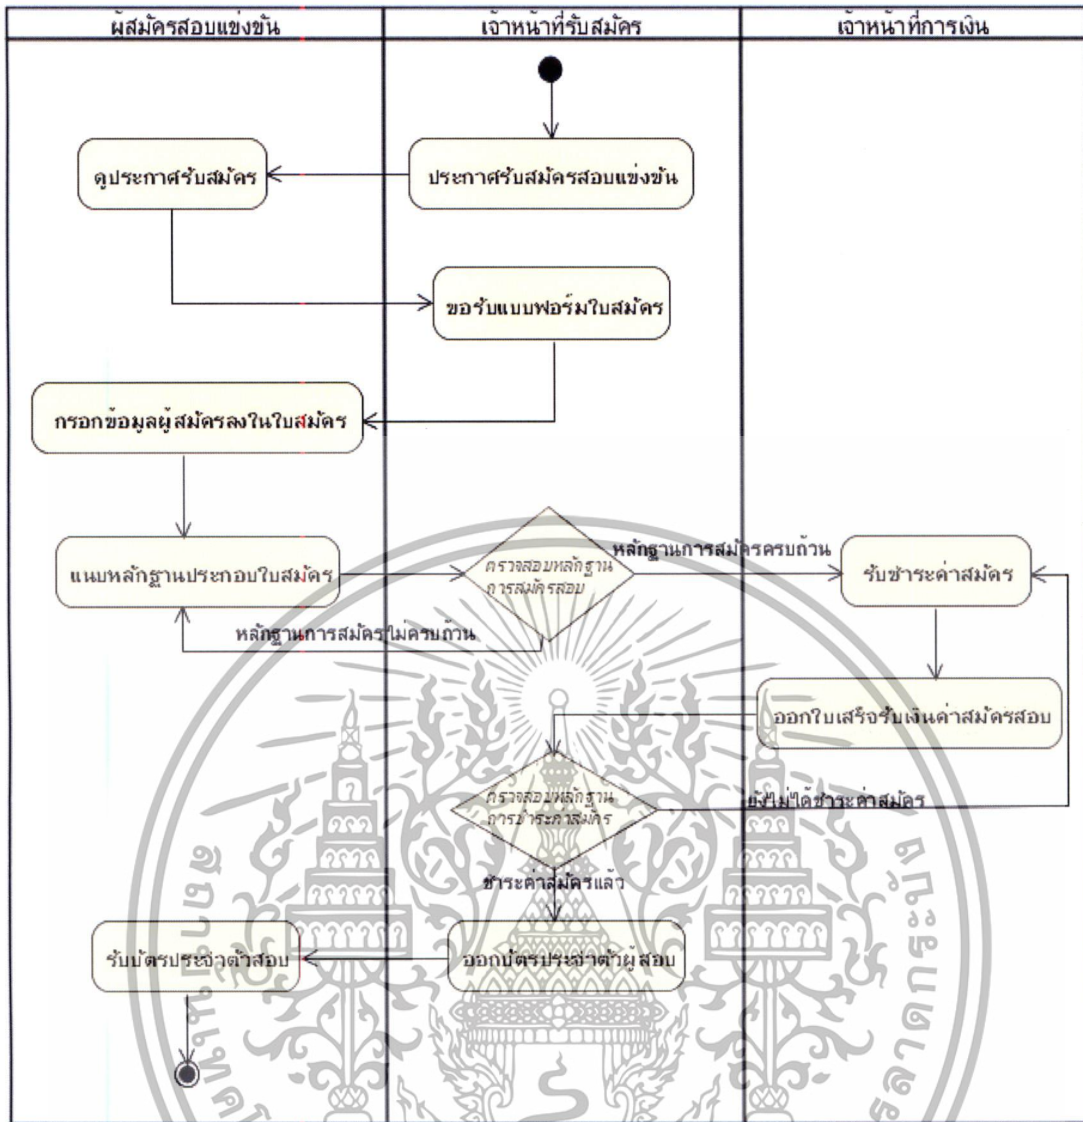 ผู้สมัครสอบแข่งขัน
เจ้าหน้าที่รับสมัคร
เจ้าหน้าที่การเงิน
ดูประกาศรับสมัคร
ประกาศรับสมัครสอบแข่งขัน
ขอรับแบบฟอร์มใบสมัคร
กรอกข้อมูลผู้สมัครลงในใบสมัคร
แนบหลักฐานประกอบใบสมัคร
ตรวจสอบหลักฐาน
การสมัครสอบ
หลักฐานการสมัครครบถ้วน
รับชำระค่าสมัคร
หลักฐานการสมัครไม่ครบถ้วน
ออกใบเสร็จรับเงินค่าสมัครสอบ
ตรวจสอบหลักฐาน
การชำระค่าสมัคร
ยังไม่ได้ชำระค่าสมัคร
ชำระค่าสมัครแล้ว
รับบัตรประจำตัวสอบ
ออกบัตรประจำตัวผู้สอบ